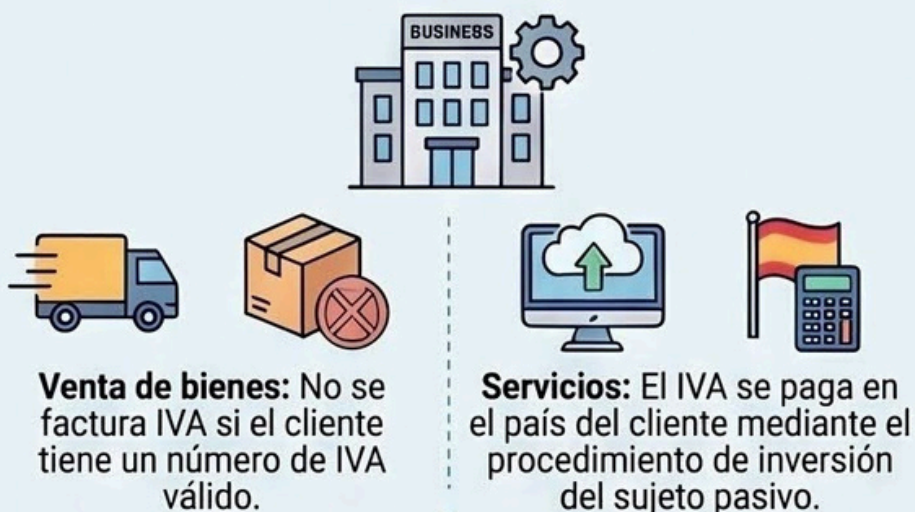 BUSINESS
Venta de bienes: No se
factura IVA si el cliente
tiene un número de IVA
válido.
Servicios: El IVA se paga en
el país del cliente mediante el
procedimiento de inversión
del sujeto pasivo.